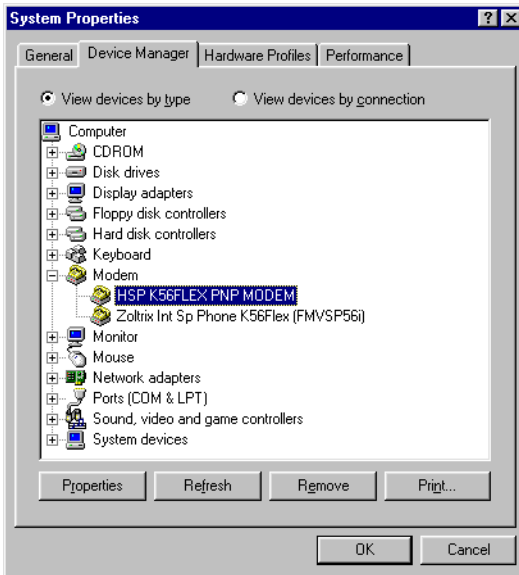 System Properties
General Device Manager Hardware Profiles Performance
View devices by type View devices by connection
Computer
CDROM
Disk drives
Display adapters
Floppy disk controllers
Hard disk controllers
Keyboard
Modem
HSP K56FLEX PNP MODEM
Zoltrix Int Sp Phone K56Flex (FMVSP56i)
Monitor
Mouse
Network adapters
Ports (COM & LPT)
Sound, video and game controllers
System devices
Properties Refresh Remove Print...
OK Cancel